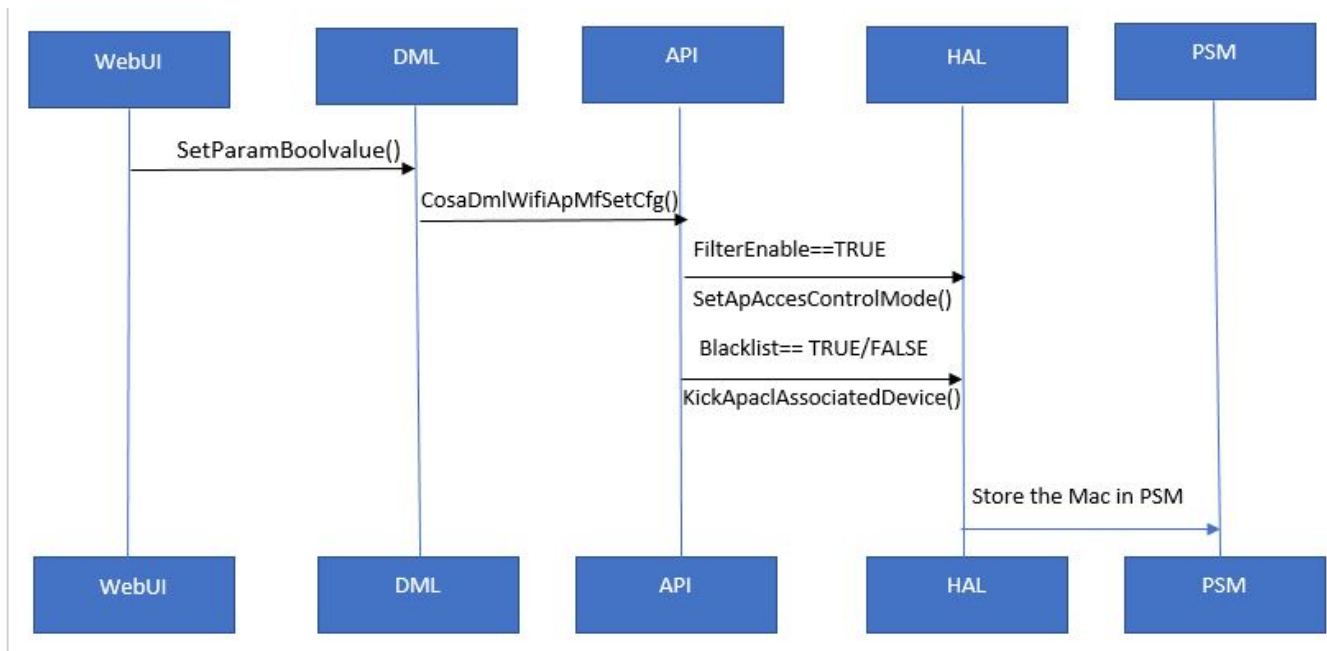 WebUI
DML
API
HAL
PSM
SetParamBoolvalue()
CosaDmlWifiApMfSetCfg()
FilterEnable==TRUE
SetApAccesControlMode()
Blacklist== TRUE/FALSE
KickApaclAssociatedDevice()
Store the Mac in PSM
WebUI
DML
API
HAL
PSM